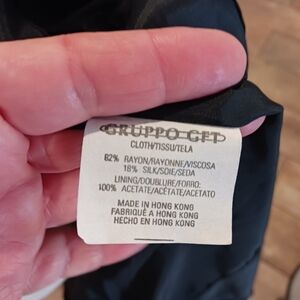 GRUPPO GFT
CLOTH/TISSU/TELA
82% RAYON/RAYONNE/VISCOSA
18% SILK/SOIE/SEDA
LINING/DOUBLURE/FORRO:
100% ACETATE/ACÉTATE/ACETATO
MADE IN HONG KONG
FABRIQUÉ A HONG KONG
HECHO EN HONG KONG